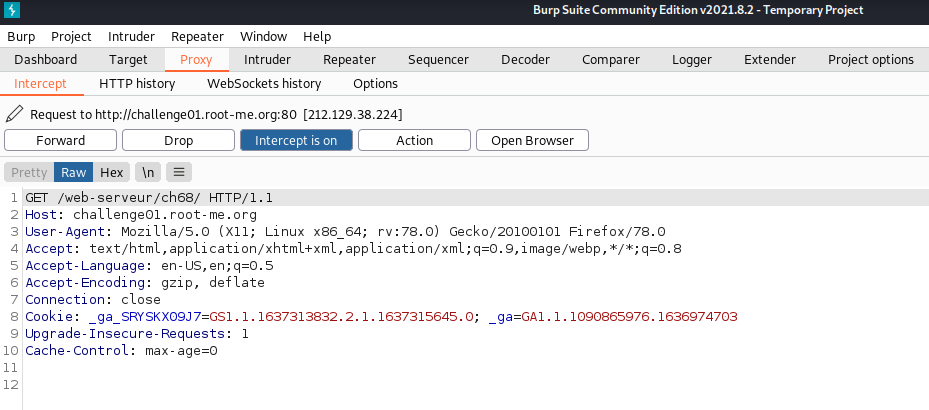 Burp Suite Community Edition v2021.8.2 - Temporary Project
Burp Project Intruder Repeater Window Help
Dashboard Target Proxy Intruder Repeater Sequencer Decoder Comparer Logger Extender Project options
Intercept HTTP history WebSockets history Options
Request to http://challenge01.root-me.org:80 [212.129.38.224]
Forward Drop Intercept is on Action Open Browser
Pretty Raw Hex \n
1 GET /web-serveur/ch68/ HTTP/1.1
2 Host: challenge01.root-me.org
3 User-Agent: Mozilla/5.0 (X11; Linux x86_64; rv:78.0) Gecko/20100101 Firefox/78.0
4 Accept: text/html,application/xhtml+xml,application/xml;q=0.9,image/webp,*/*;q=0.8
5 Accept-Language: en-US,en;q=0.5
6 Accept-Encoding: gzip, deflate
7 Connection: close
8 Cookie: _ga_SRYSKX09J7=GS1.1.1637313832.2.1.1637315645.0; _ga=GA1.1.1090865976.1636974703
9 Upgrade-Insecure-Requests: 1
10 Cache-Control: max-age=0
11
12